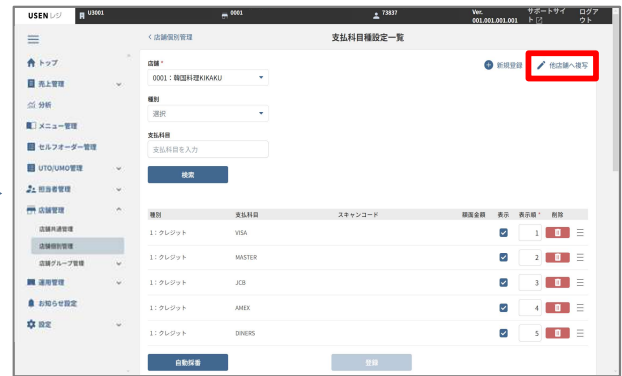 USEN レジ U3001 0001 73837 Ver. 001.001.001.001 サポートサイト ログアウト
店舗個別管理 支払科目種設定一覧
トップ
売上管理
分析
メニュー管理
セルフオーダー管理
UTO/UMO管理
担当者管理
店舗管理
店舗共通管理
店舗個別管理
店舗グループ管理
運用管理
お知らせ設定
設定
店舗 *
新規登録 他店舗へ複写
0001：韓国料理KIKAKU
種別
選択
支払科目
支払科目を入力
検索
種別 支払科目 スキャンコード 額面金額 表示 表示順 * 削除
1：クレジット VISA 1
1：クレジット MASTER 2
1：クレジット JCB 3
1：クレジット AMEX 4
1：クレジット DINERS 5
自動採番 登録